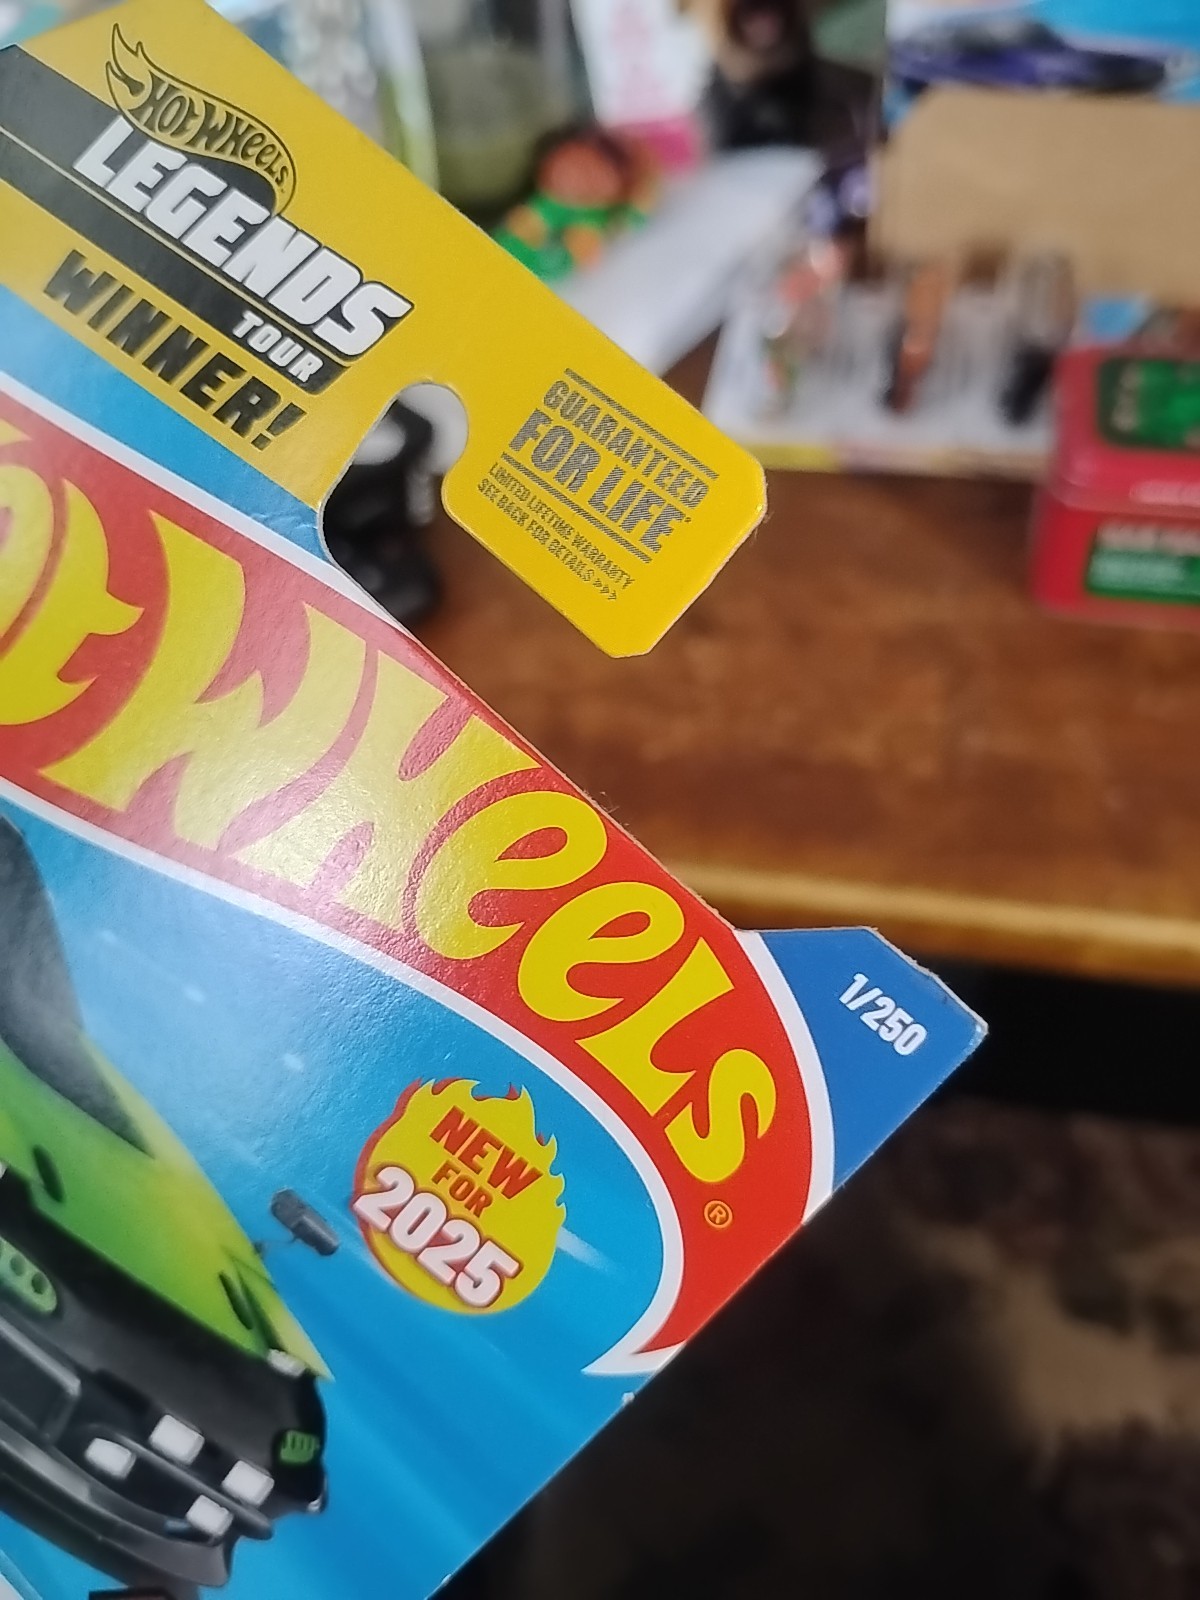 HOT WHEELS
LEGENDS
TOUR
WINNER!
GUARANTEED
FOR LIFE*
LIMITED LIFETIME WARRANTY
SEE BACK FOR DETAILS >>>
ot Wheels
®
1/250
NEW
FOR
2025